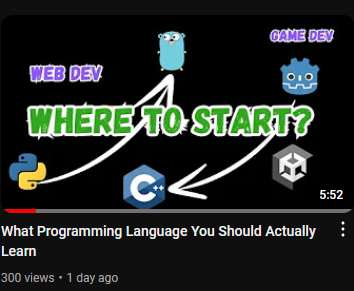 GAME DEV
WEB DEV
WHERE TO START?
C++
5:52
What Programming Language You Should Actually
Learn
300 views • 1 day ago